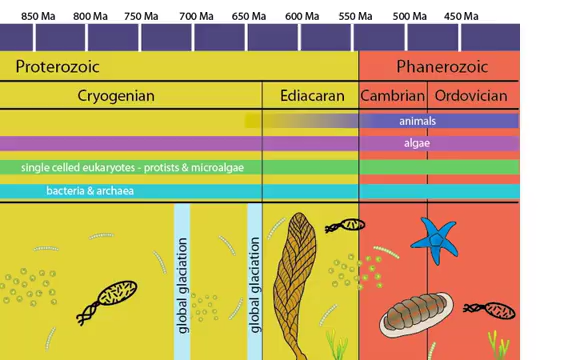 850 Ma 800 Ma 750 Ma 700 Ma 650 Ma 600 Ma 550 Ma 500 Ma 450 Ma
Proterozoic Phanerozoic
Cryogenian Ediacaran Cambrian Ordovician
animals
algae
single celled eukaryotes - protists & microalgae
bacteria & archaea
global glaciation
global glaciation